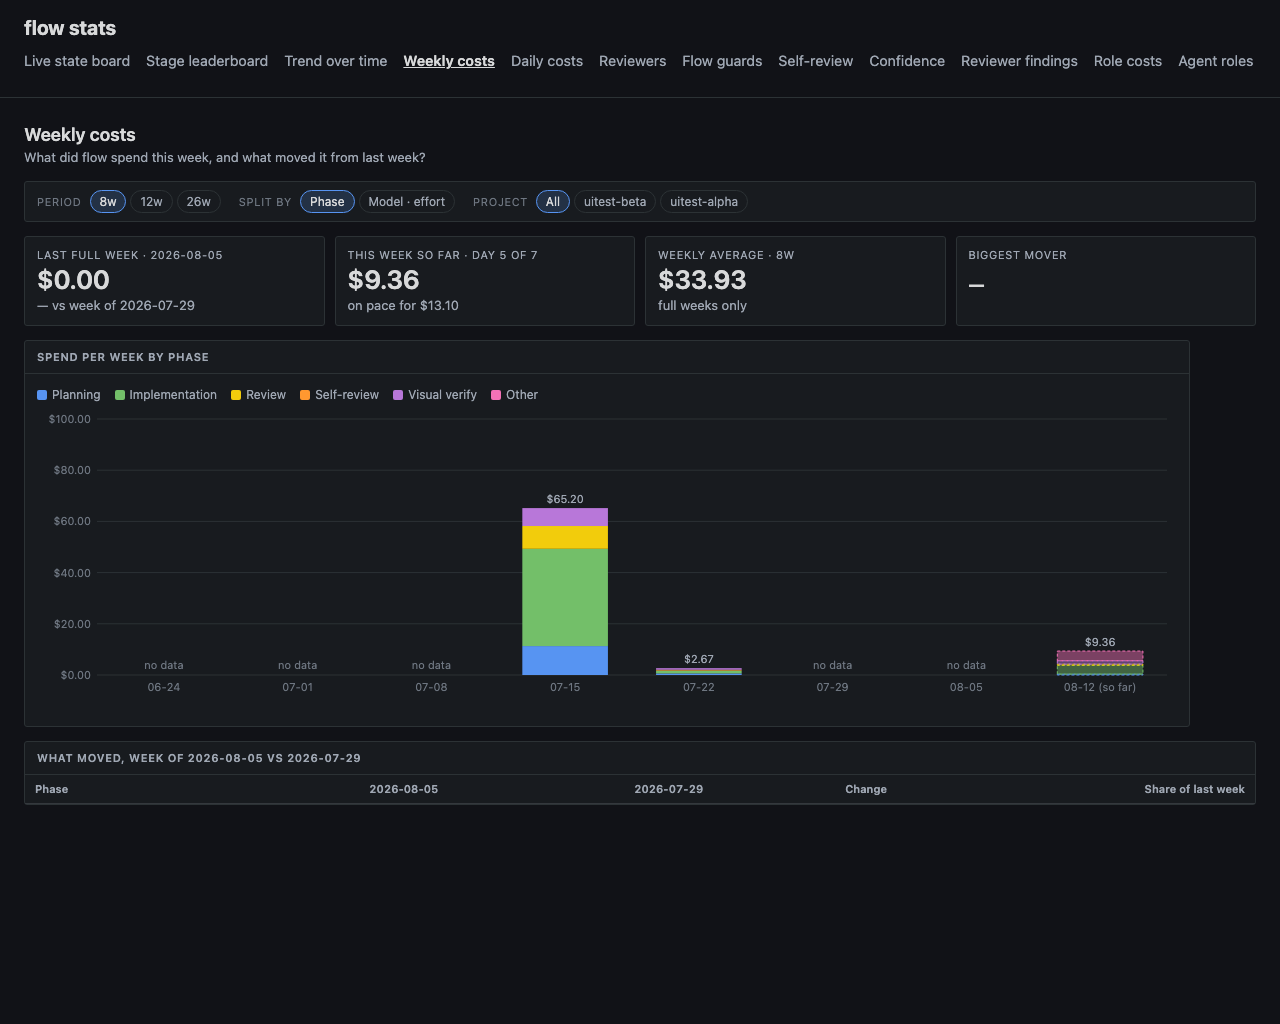 flow stats
Live state board Stage leaderboard Trend over time Weekly costs Daily costs Reviewers Flow guards Self-review Confidence Reviewer findings Role costs Agent roles
Weekly costs
What did flow spend this week, and what moved it from last week?
PERIOD 8w 12w 26w SPLIT BY Phase Model · effort PROJECT All uitest-beta uitest-alpha
LAST FULL WEEK · 2026-08-05
$0.00
— vs week of 2026-07-29
THIS WEEK SO FAR · DAY 5 OF 7
$9.36
on pace for $13.10
WEEKLY AVERAGE · 8W
$33.93
full weeks only
BIGGEST MOVER
—
SPEND PER WEEK BY PHASE
Planning Implementation Review Self-review Visual verify Other
$100.00
$80.00
$60.00
$40.00
$20.00
$0.00
no data
no data
no data
$65.20
$2.67
no data
no data
$9.36
06-24 07-01 07-08 07-15 07-22 07-29 08-05 08-12 (so far)
WHAT MOVED, WEEK OF 2026-08-05 VS 2026-07-29
Phase 2026-08-05 2026-07-29 Change Share of last week